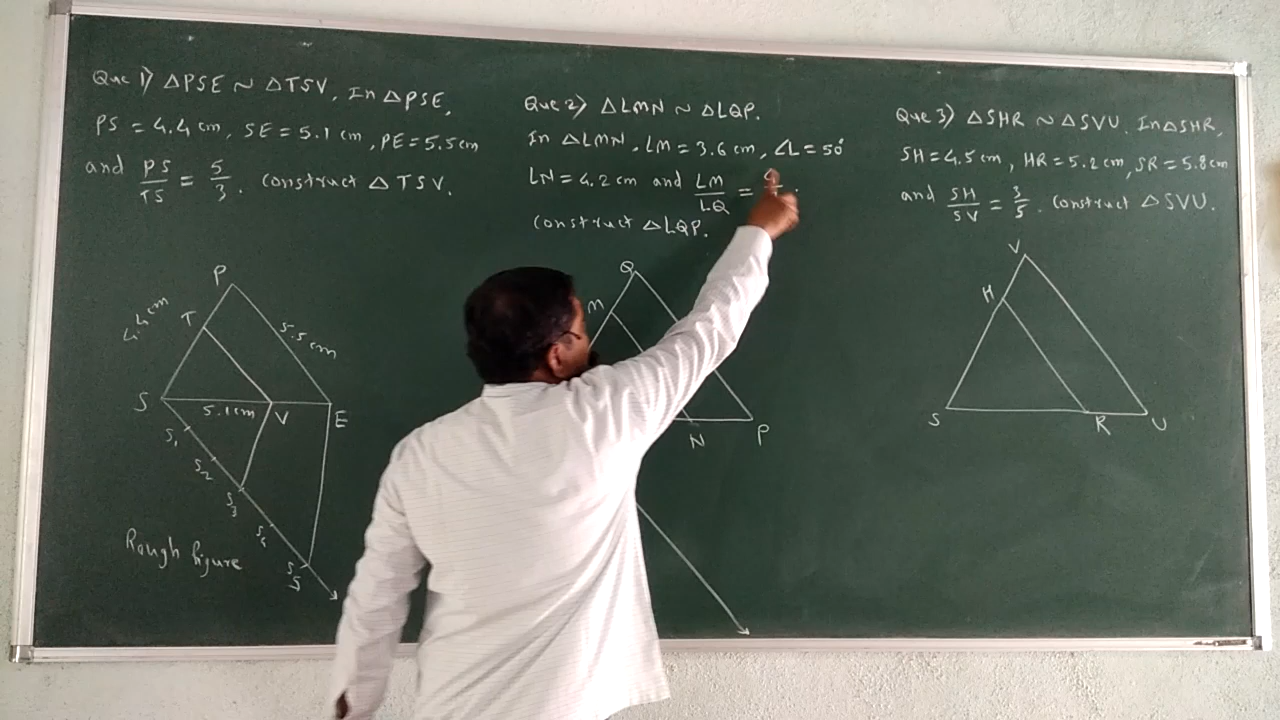 Que 1) △PSE ~ △TSV, In △PSE,
PS = 4.4 cm, SE = 5.1 cm, PE = 5.5 cm
and PS/TS = 5/3. Construct △TSV.
P
T
4.4 cm
5.5 cm
S
5.1 cm
V
E
S1
S2
S3
S4
S5
Rough figure
Que 2) △LMN ~ △LQP.
In △LMN, LM = 3.6 cm, ∠L = 50°
LN = 4.2 cm and LM/LQ =
Construct △LQP.
Q
M
N
P
Que 3) △SHR ~ △SVU. In △SHR,
SH = 4.5 cm, HR = 5.2 cm, SR = 5.8 cm
and SH/SV = 3/5. Construct △SVU.
V
H
S
R
U